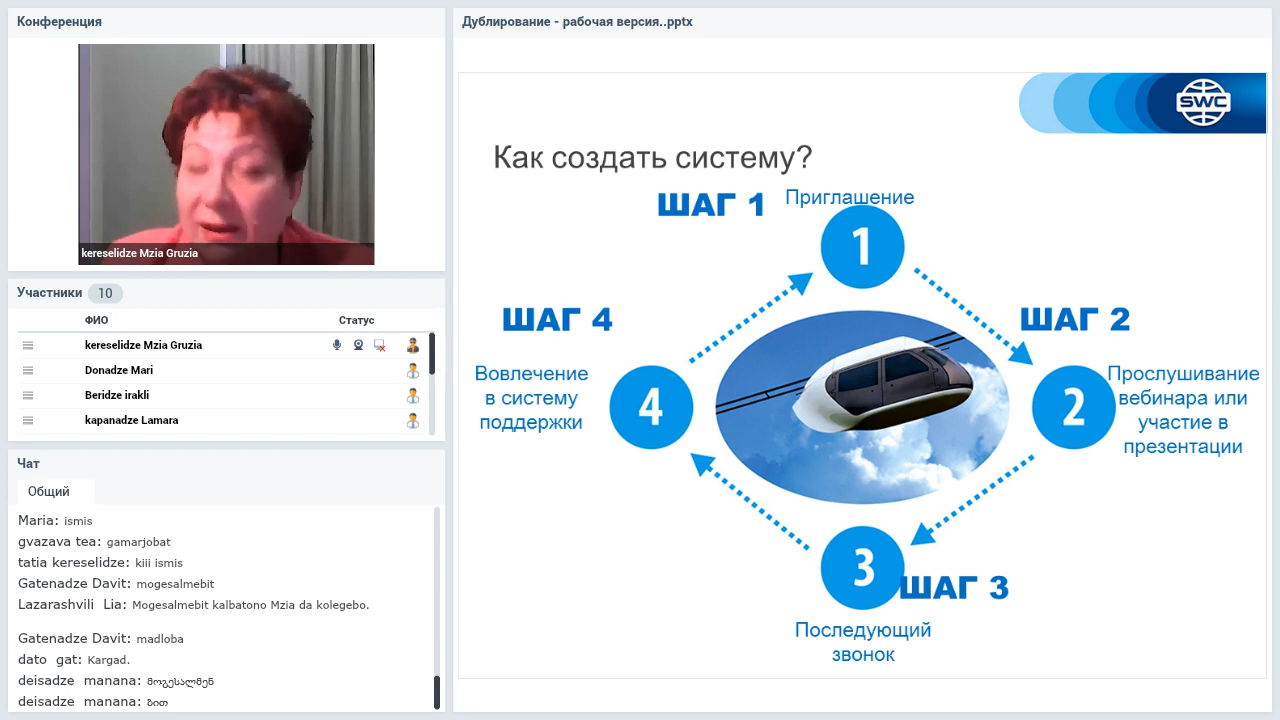 Конференция
kereselidze Mzia Gruzia
Участники 10
ФИО Статус
kereselidze Mzia Gruzia
Donadze Mari
Beridze irakli
kapanadze Lamara
Чат
Общий
Maria: ismis
gvazava tea: gamarjobat
tatia kereselidze: kiii ismis
Gatenadze Davit: mogesalmebit
Lazarashvili Lia: Mogesalmebit kalbatono Mzia da kolegebo.
Gatenadze Davit: madloba
dato gat: Kargad.
deisadze manana: მოგესალმენ
deisadze manana: ბით
Дублирование - рабочая версия..pptx
SWC
Как создать систему?
ШАГ 1 Приглашение
1
ШАГ 2
2
Прослушивание
вебинара или
участие в
презентации
3
ШАГ 3
Последующий
звонок
ШАГ 4
4
Вовлечение
в систему
поддержки